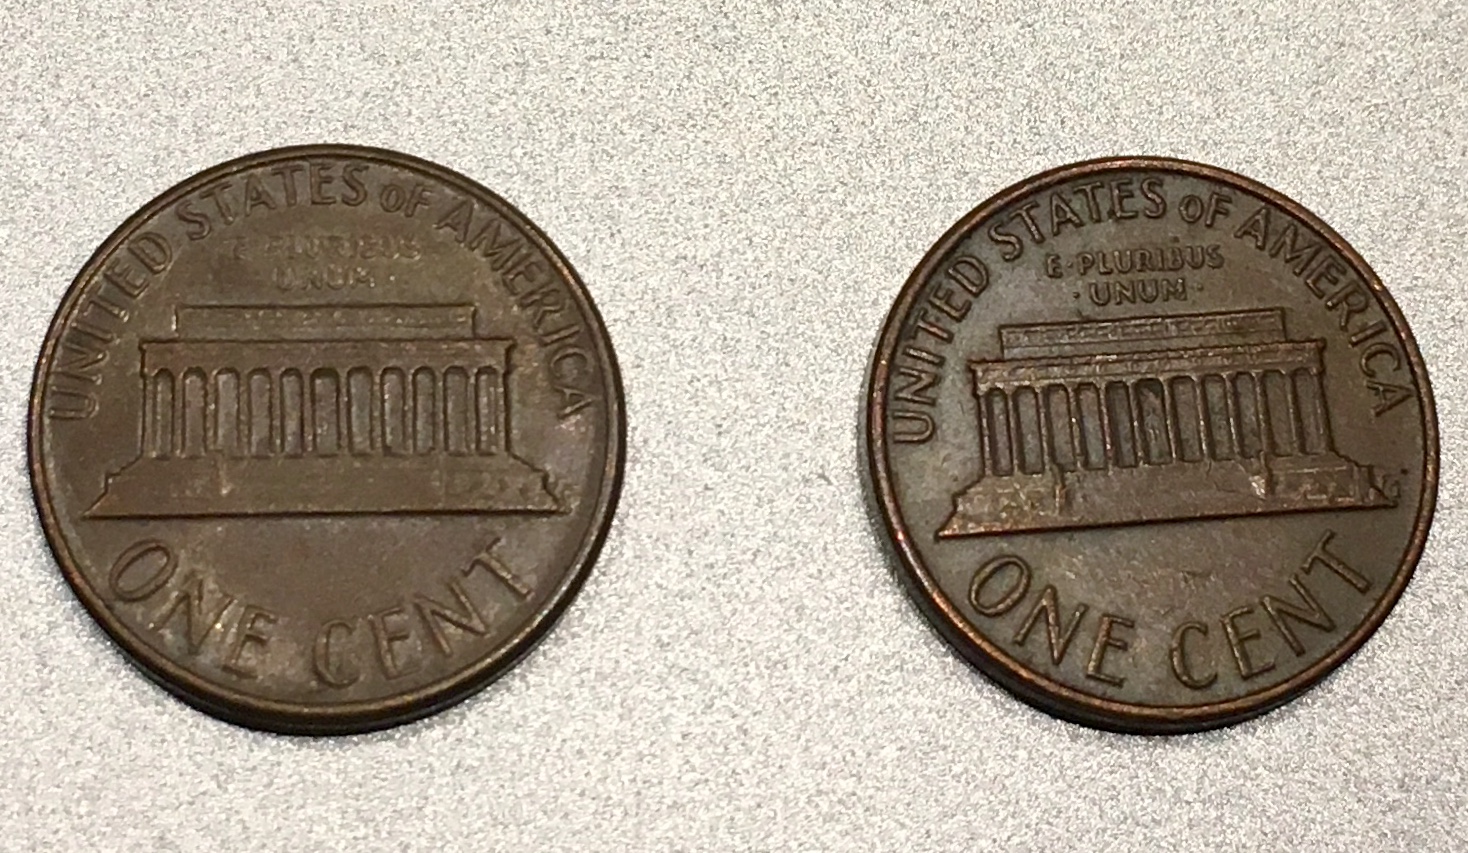 UNITED STATES oF AMERICA
E PLURIBUS
UNUM
ONE CENT
UNITED STATES oF AMERICA
E·PLURIBUS
·UNUM·
ONE CENT